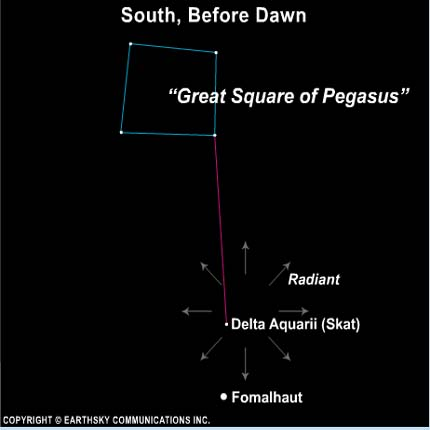 South, Before Dawn
“Great Square of Pegasus”
Radiant
Delta Aquarii (Skat)
Fomalhaut
COPYRIGHT © EARTHSKY COMMUNICATIONS INC.